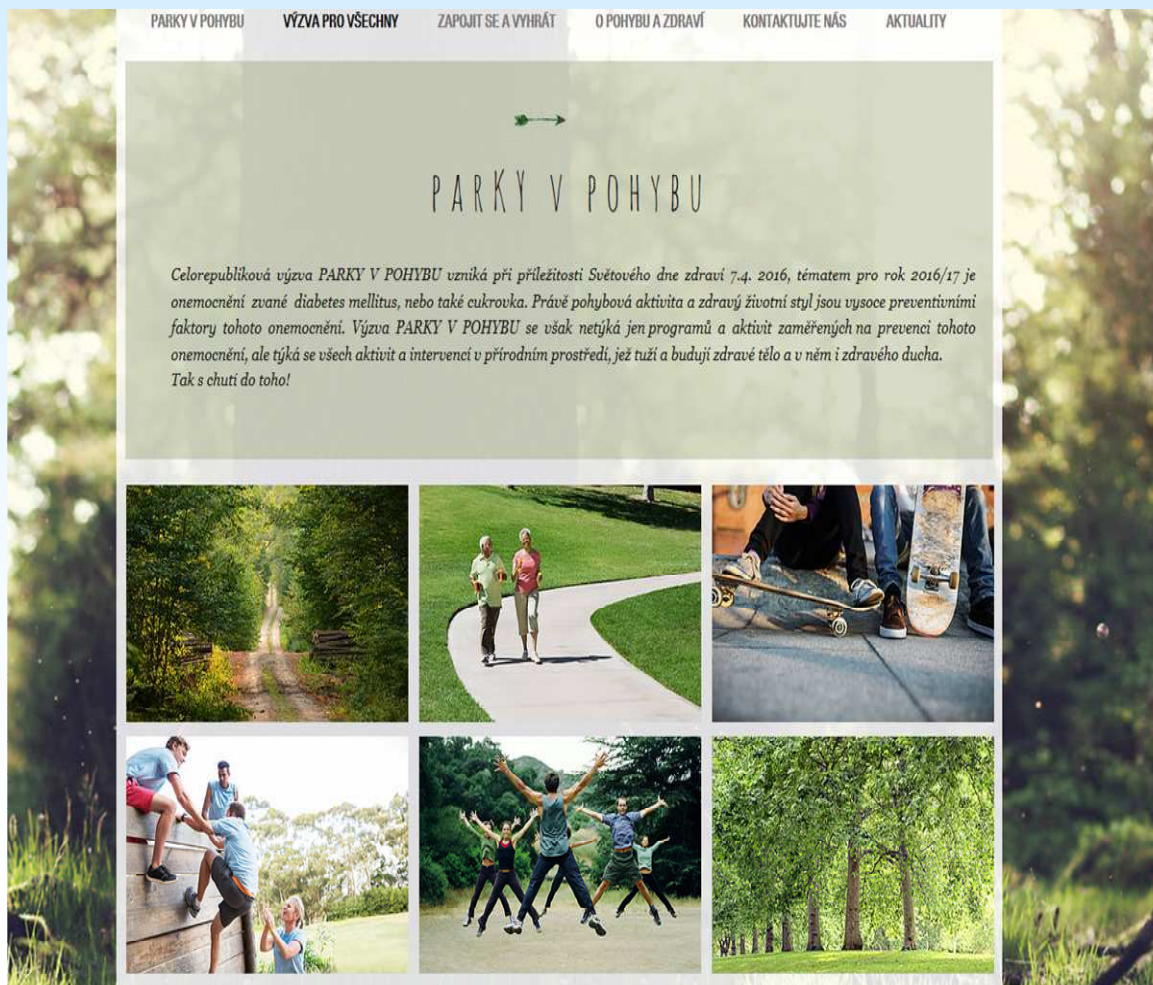 PARKY V POHYBU VÝZVA PRO VŠECHNY ZAPOJIT SE A VYHRÁT O POHYBU A ZDRAVÍ KONTAKTUJTE NÁS AKTUALITY
PARKY V POHYBU
Celorepubliková výzva PARKY V POHYBU vzniká při příležitosti Světového dne zdraví 7.4. 2016, tématem pro rok 2016/17 je
onemocnění zvané diabetes mellitus, nebo také cukrovka. Právě pohybová aktivita a zdravý životní styl jsou vysoce preventivními
faktory tohoto onemocnění. Výzva PARKY V POHYBU se však netýká jen programů a aktivit zaměřených na prevenci tohoto
onemocnění, ale týká se všech aktivit a intervencí v přírodním prostředí, jež tuží a budují zdravé tělo a v něm i zdravého ducha.
Tak s chutí do toho!